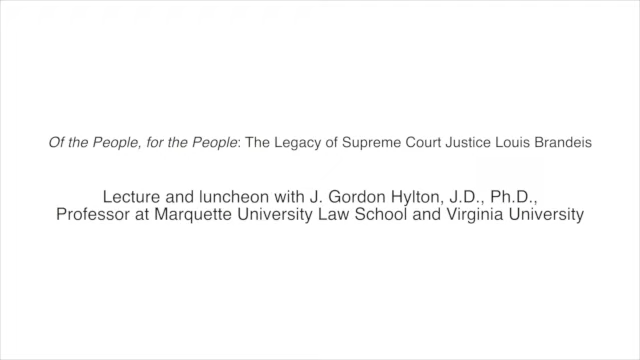 Of the People, for the People: The Legacy of Supreme Court Justice Louis Brandeis
Lecture and luncheon with J. Gordon Hylton, J.D., Ph.D.,
Professor at Marquette University Law School and Virginia University